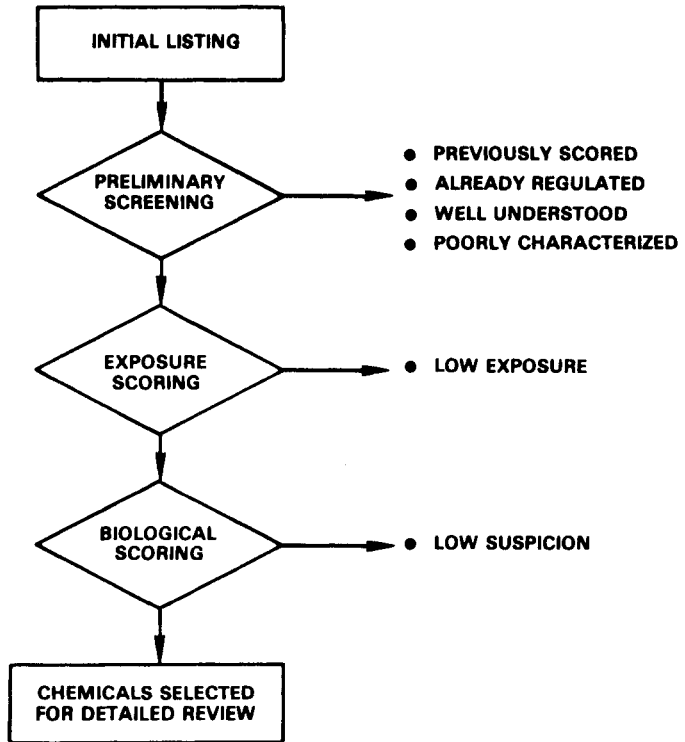 INITIAL LISTING
PRELIMINARY
SCREENING
● PREVIOUSLY SCORED
● ALREADY REGULATED
● WELL UNDERSTOOD
● POORLY CHARACTERIZED
EXPOSURE
SCORING
● LOW EXPOSURE
BIOLOGICAL
SCORING
● LOW SUSPICION
CHEMICALS SELECTED
FOR DETAILED REVIEW